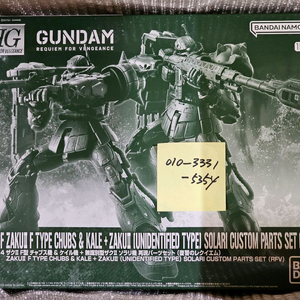 HG
GUNDAM
REQUIEM FOR VENGEANCE
BANDAI NAMCO
010-3331
-5354
F ZAKUII F TYPE CHUBS & KALE + ZAKUII (UNIDENTIFIED TYPE) SOLARI CUSTOM PARTS SET (
ZAKUII F TYPE CHUBS & KALE + ZAKUII (UNIDENTIFIED TYPE) SOLARI CUSTOM PARTS SET (RFV)